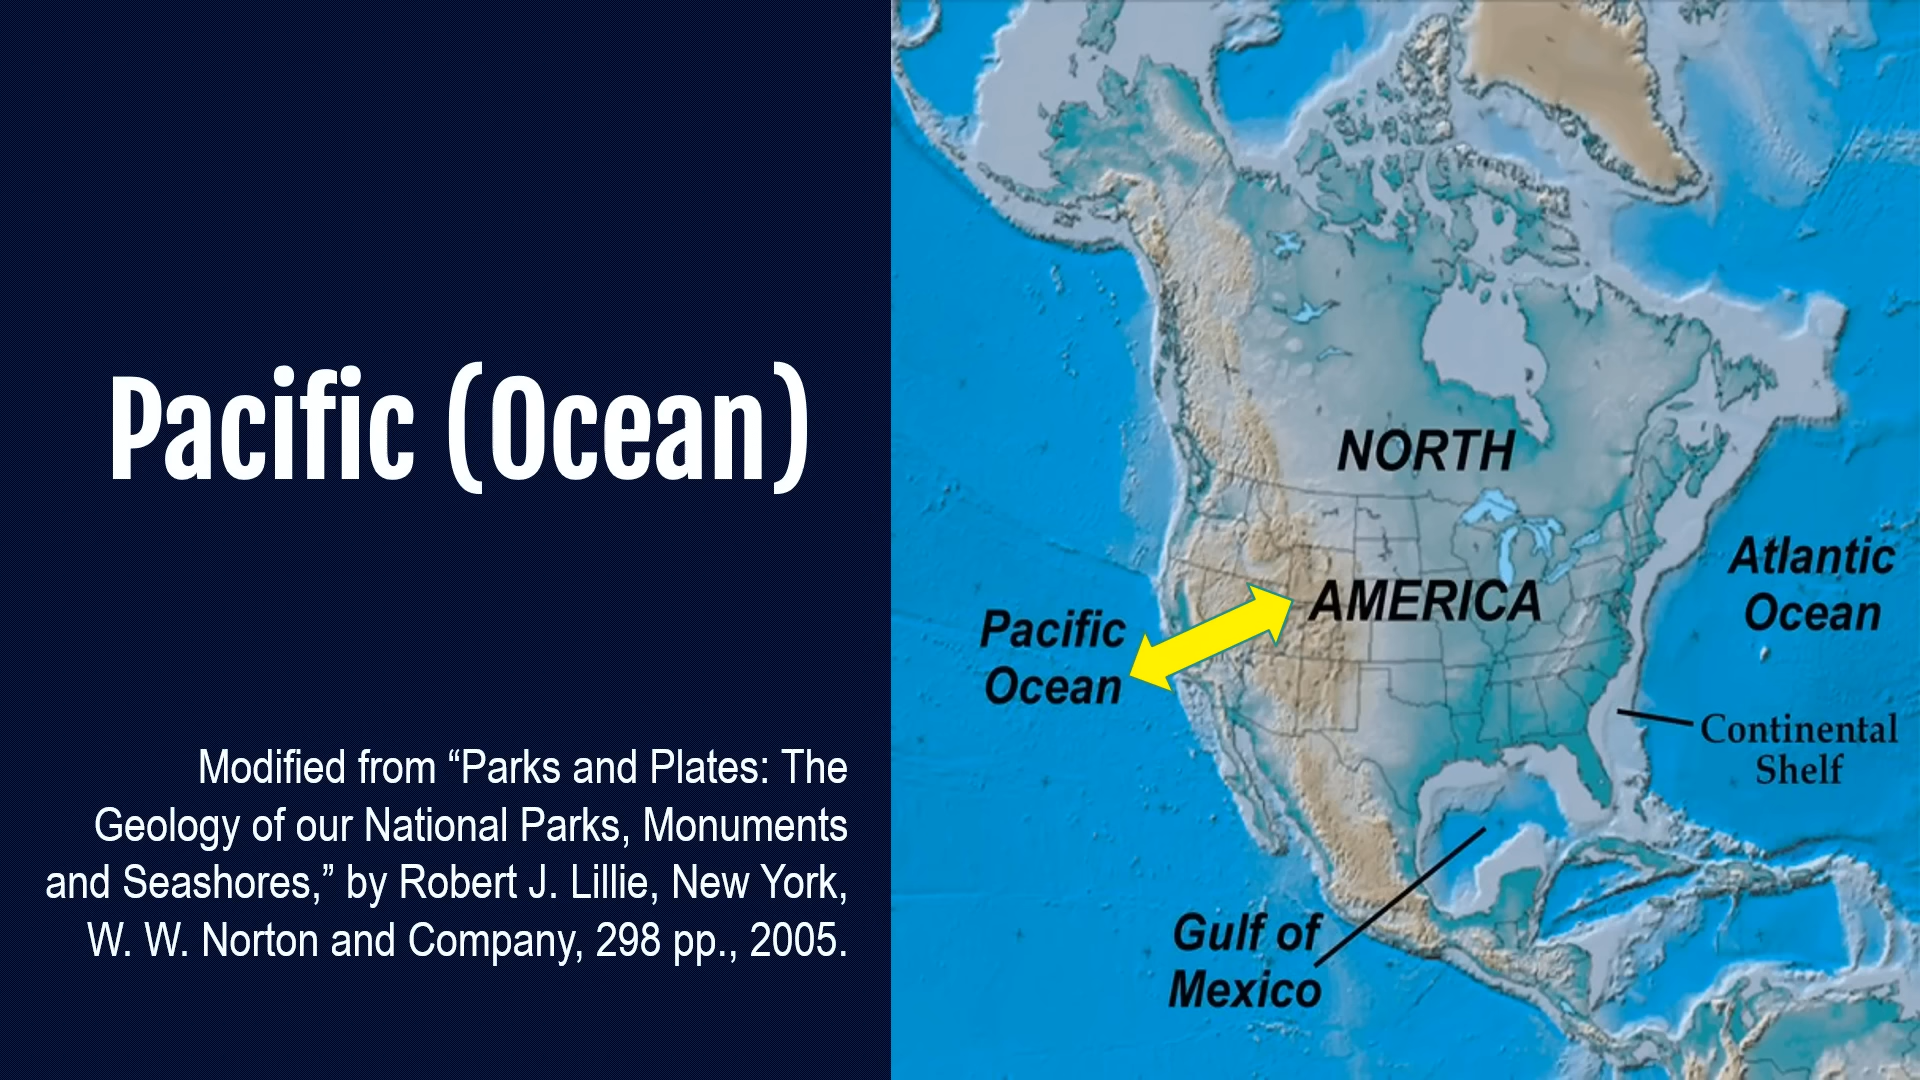 Pacific (Ocean)
Modified from “Parks and Plates: The
Geology of our National Parks, Monuments
and Seashores,” by Robert J. Lillie, New York,
W. W. Norton and Company, 298 pp., 2005.
NORTH
AMERICA
Pacific
Ocean
Atlantic
Ocean
Continental
Shelf
Gulf of
Mexico